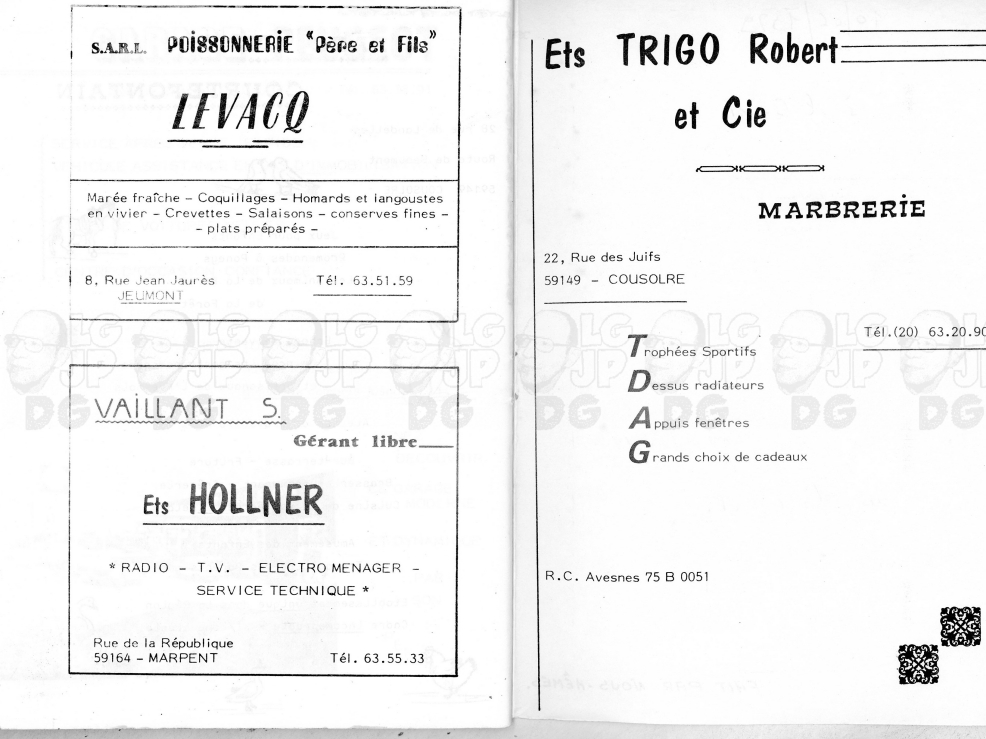 S.A.R.L. POISSONNERIE "Père et Fils"
LEVACQ
Marée fraîche - Coquillages - Homards et langoustes
en vivier - Crevettes - Salaisons - conserves fines -
- plats préparés -
8, Rue Jean Jaurès Tél. 63.51.59
JEUMONT
VAILLANT S.
Gérant libre
Ets HOLLNER
* RADIO - T.V. - ELECTRO MENAGER -
SERVICE TECHNIQUE *
Rue de la République
59164 - MARPENT Tél. 63.55.33
Ets TRIGO Robert
et Cie
MARBRERIE
22, Rue des Juifs
59149 - COUSOLRE
Tél.(20) 63.20.90
Trophées Sportifs
Dessus radiateurs
Appuis fenêtres
Grands choix de cadeaux
R.C. Avesnes 75 B 0051
LG JP DG